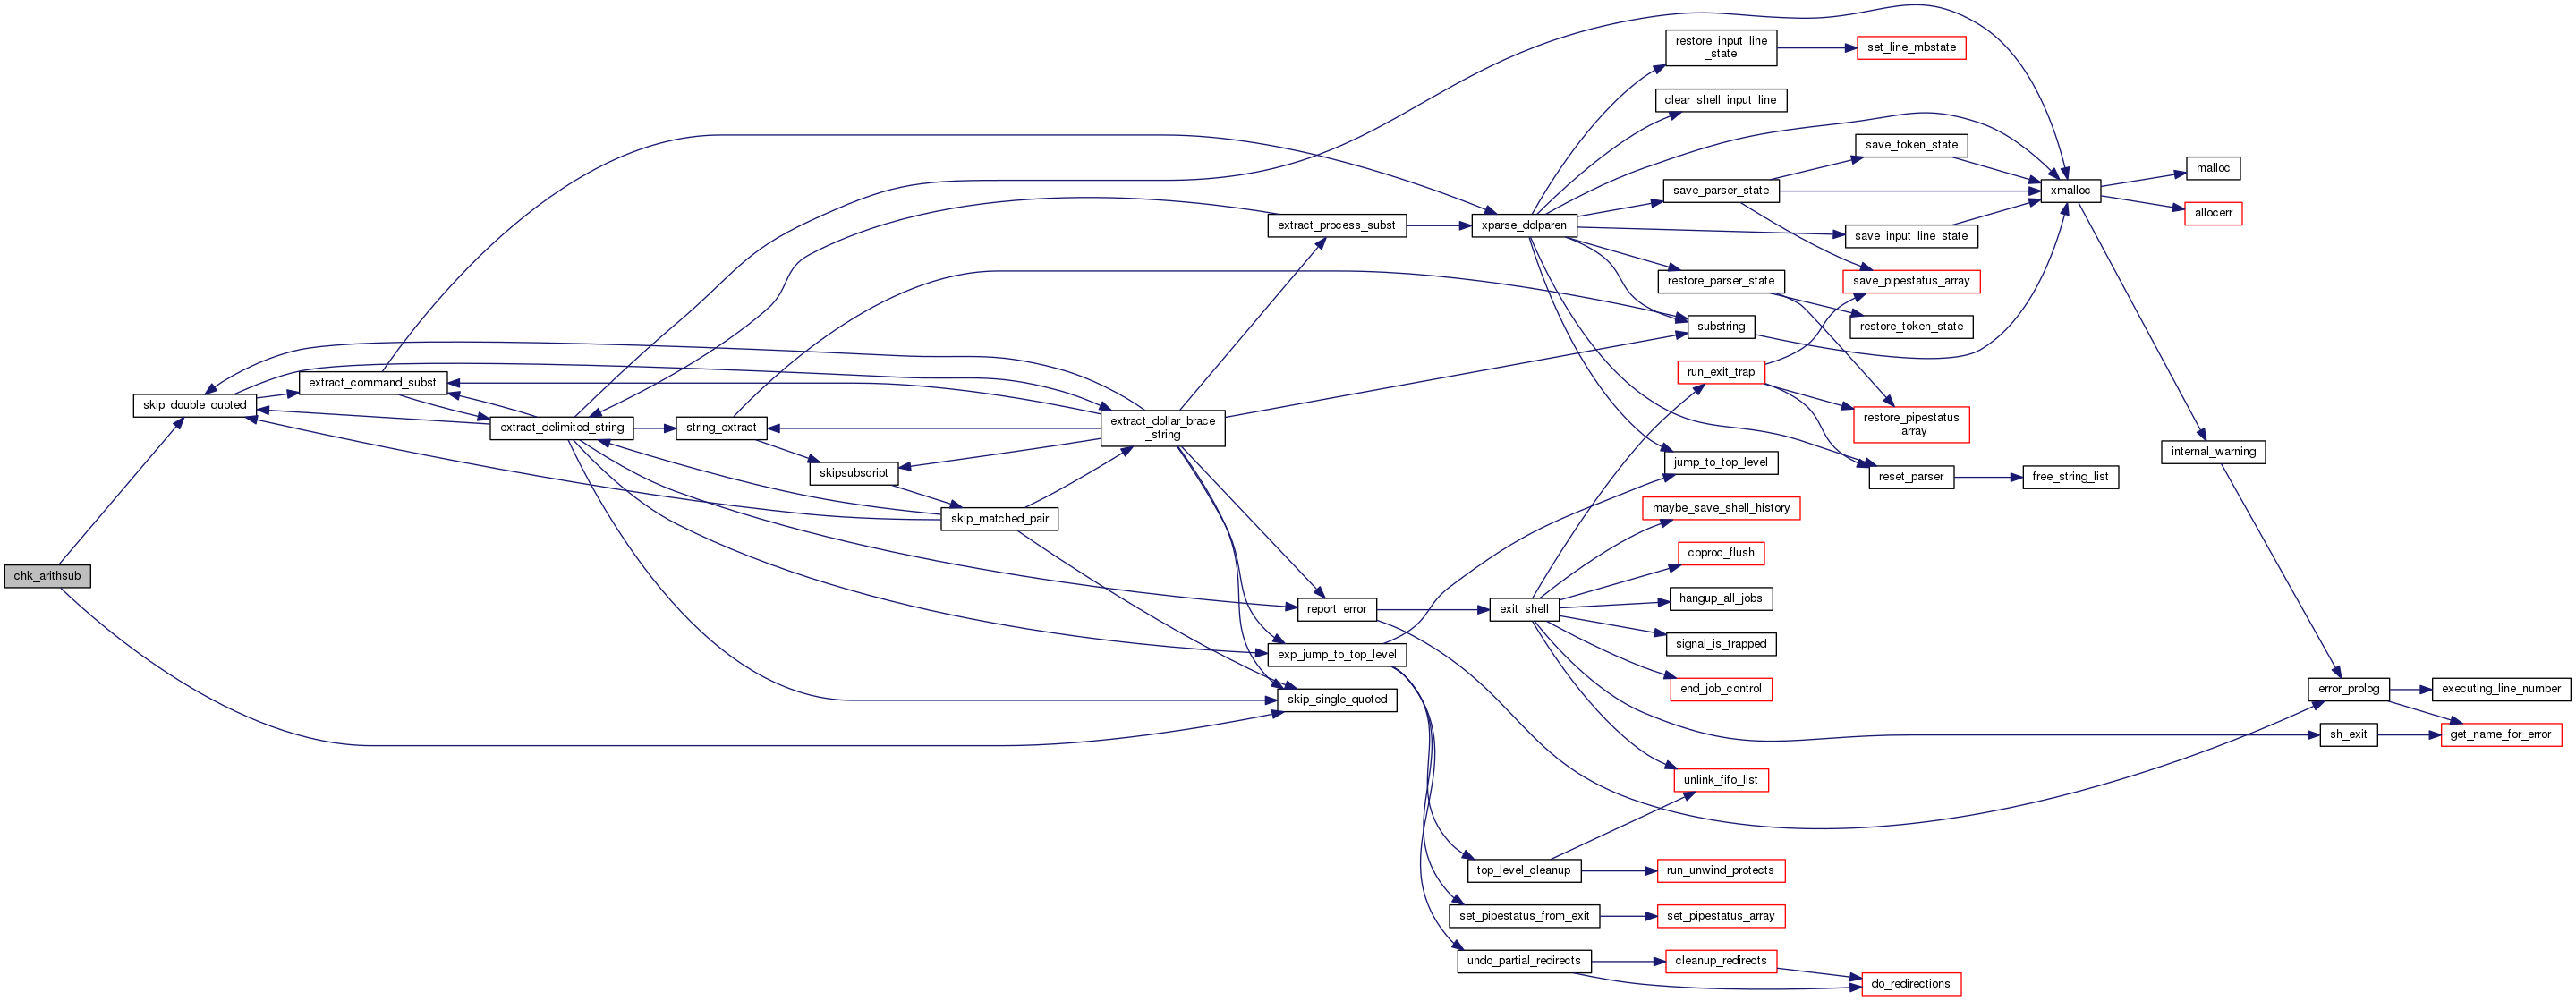 restore_input_line
_state
set_line_mbstate
clear_shell_input_line
save_token_state
malloc
save_parser_state
xmalloc
allocerr
extract_process_subst
xparse_dolparen
save_input_line_state
restore_parser_state
save_pipestatus_array
substring
restore_token_state
run_exit_trap
extract_command_subst
skip_double_quoted
extract_dollar_brace
_string
restore_pipestatus
_array
extract_delimited_string
string_extract
internal_warning
jump_to_top_level
skipsubscript
reset_parser
free_string_list
maybe_save_shell_history
skip_matched_pair
coproc_flush
chk_arithsub
hangup_all_jobs
report_error
exit_shell
signal_is_trapped
exp_jump_to_top_level
end_job_control
error_prolog
executing_line_number
skip_single_quoted
sh_exit
get_name_for_error
unlink_fifo_list
top_level_cleanup
run_unwind_protects
set_pipestatus_from_exit
set_pipestatus_array
undo_partial_redirects
cleanup_redirects
do_redirections